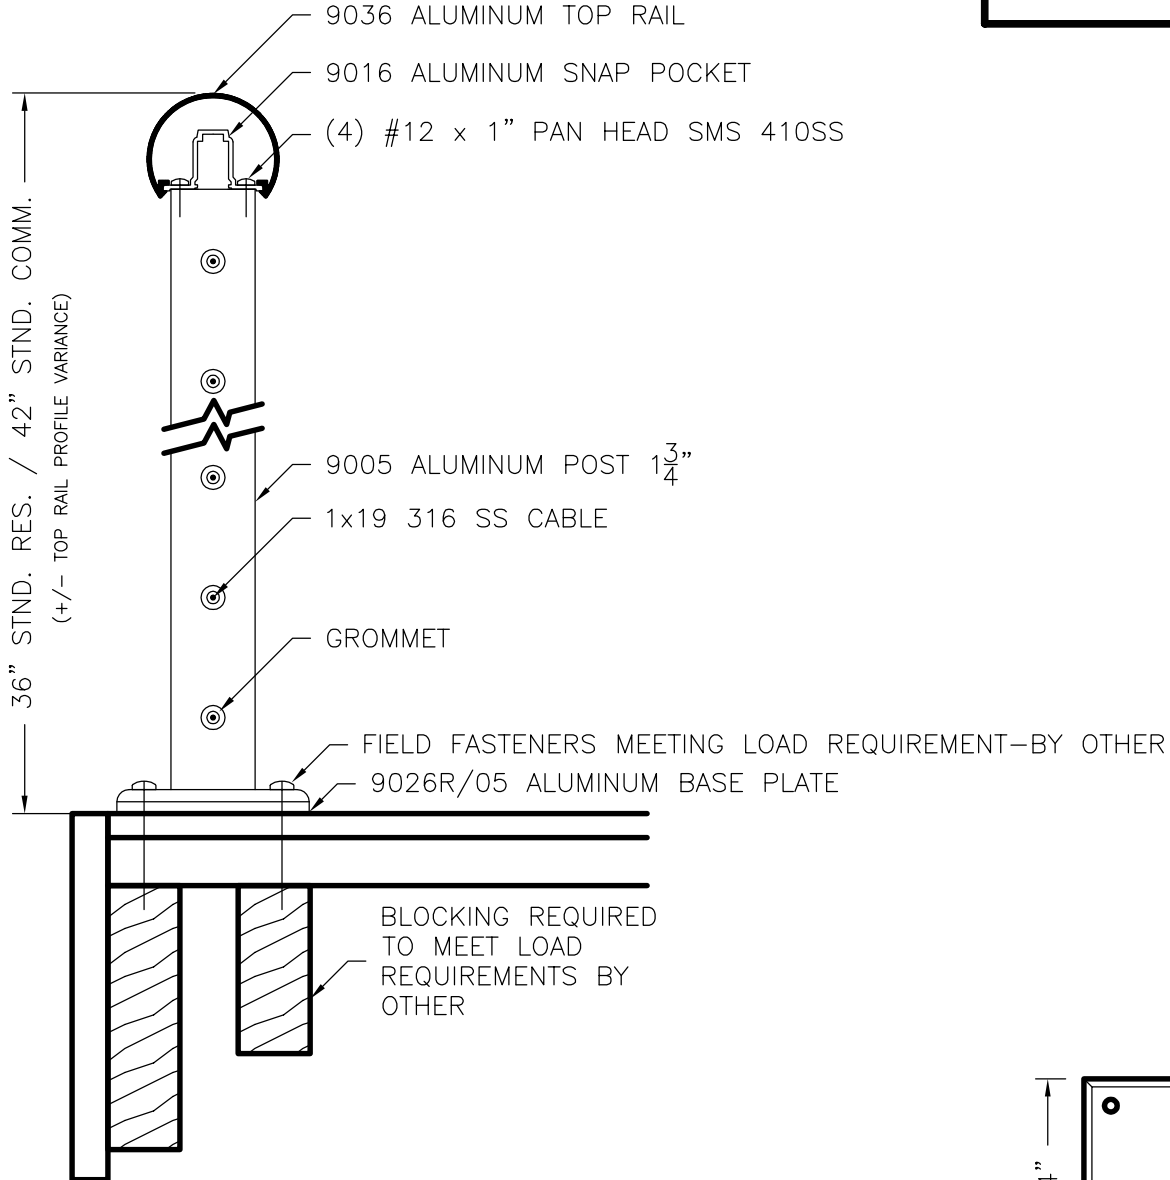 9036 ALUMINUM TOP RAIL
9016 ALUMINUM SNAP POCKET
(4) #12 x 1" PAN HEAD SMS 410SS
36" STND. RES. / 42" STND. COMM.
(+/- TOP RAIL PROFILE VARIANCE)
9005 ALUMINUM POST 1 3/4"
1x19 316 SS CABLE
GROMMET
FIELD FASTENERS MEETING LOAD REQUIREMENT-BY OTHER
9026R/05 ALUMINUM BASE PLATE
BLOCKING REQUIRED
TO MEET LOAD
REQUIREMENTS BY
OTHER